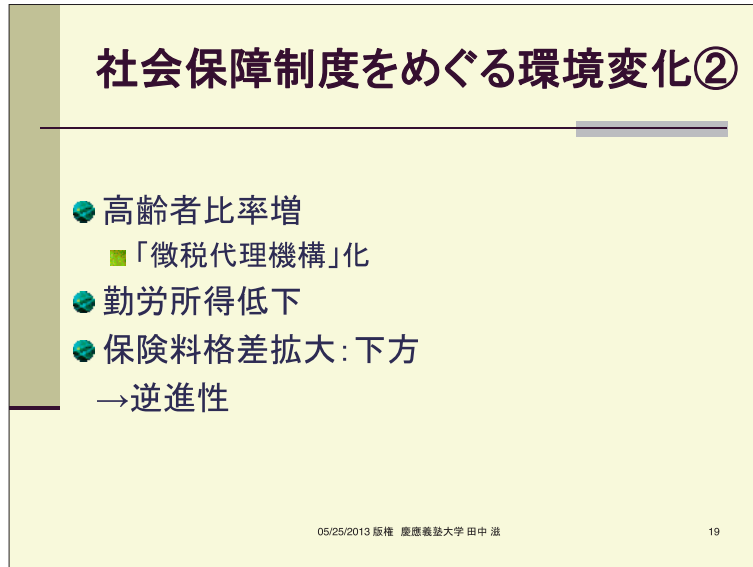 社会保障制度をめぐる環境変化②
高齢者比率増
「徴税代理機構」化
勤労所得低下
保険料格差拡大：下方
→逆進性
05/25/2013 版権 慶應義塾大学 田中 滋
19